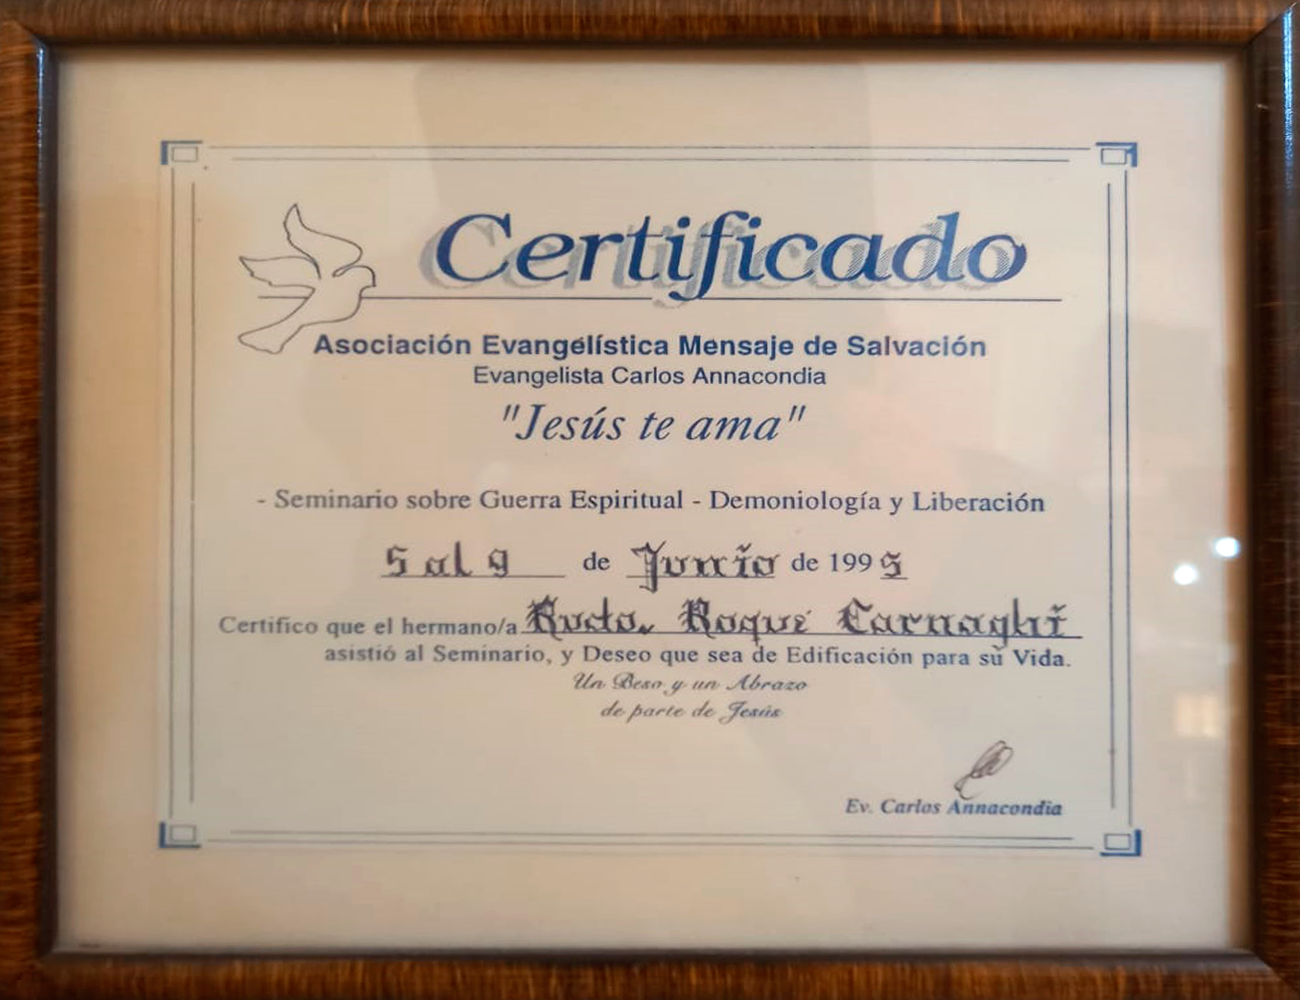 Certificado
Asociación Evangelística Mensaje de Salvación
Evangelista Carlos Annacondia
"Jesús te ama"
- Seminario sobre Guerra Espiritual - Demoniología y Liberación
5 al 9 de Junio de 1995
Certifico que el hermano/a Rvdo. Roque Carnaghi
asistió al Seminario, y Deseo que sea de Edificación para su Vida.
Un Beso y un Abrazo
de parte de Jesús
Ev. Carlos Annacondia